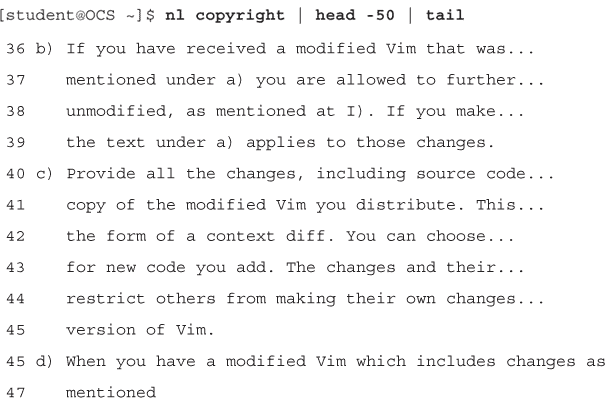 [student@OCS ~]$ nl copyright | head -50 | tail
36 b) If you have received a modified Vim that was...
37 mentioned under a) you are allowed to further...
38 unmodified, as mentioned at I). If you make...
39 the text under a) applies to those changes.
40 c) Provide all the changes, including source code...
41 copy of the modified Vim you distribute. This...
42 the form of a context diff. You can choose...
43 for new code you add. The changes and their...
44 restrict others from making their own changes...
45 version of Vim.
45 d) When you have a modified Vim which includes changes as
47 mentioned